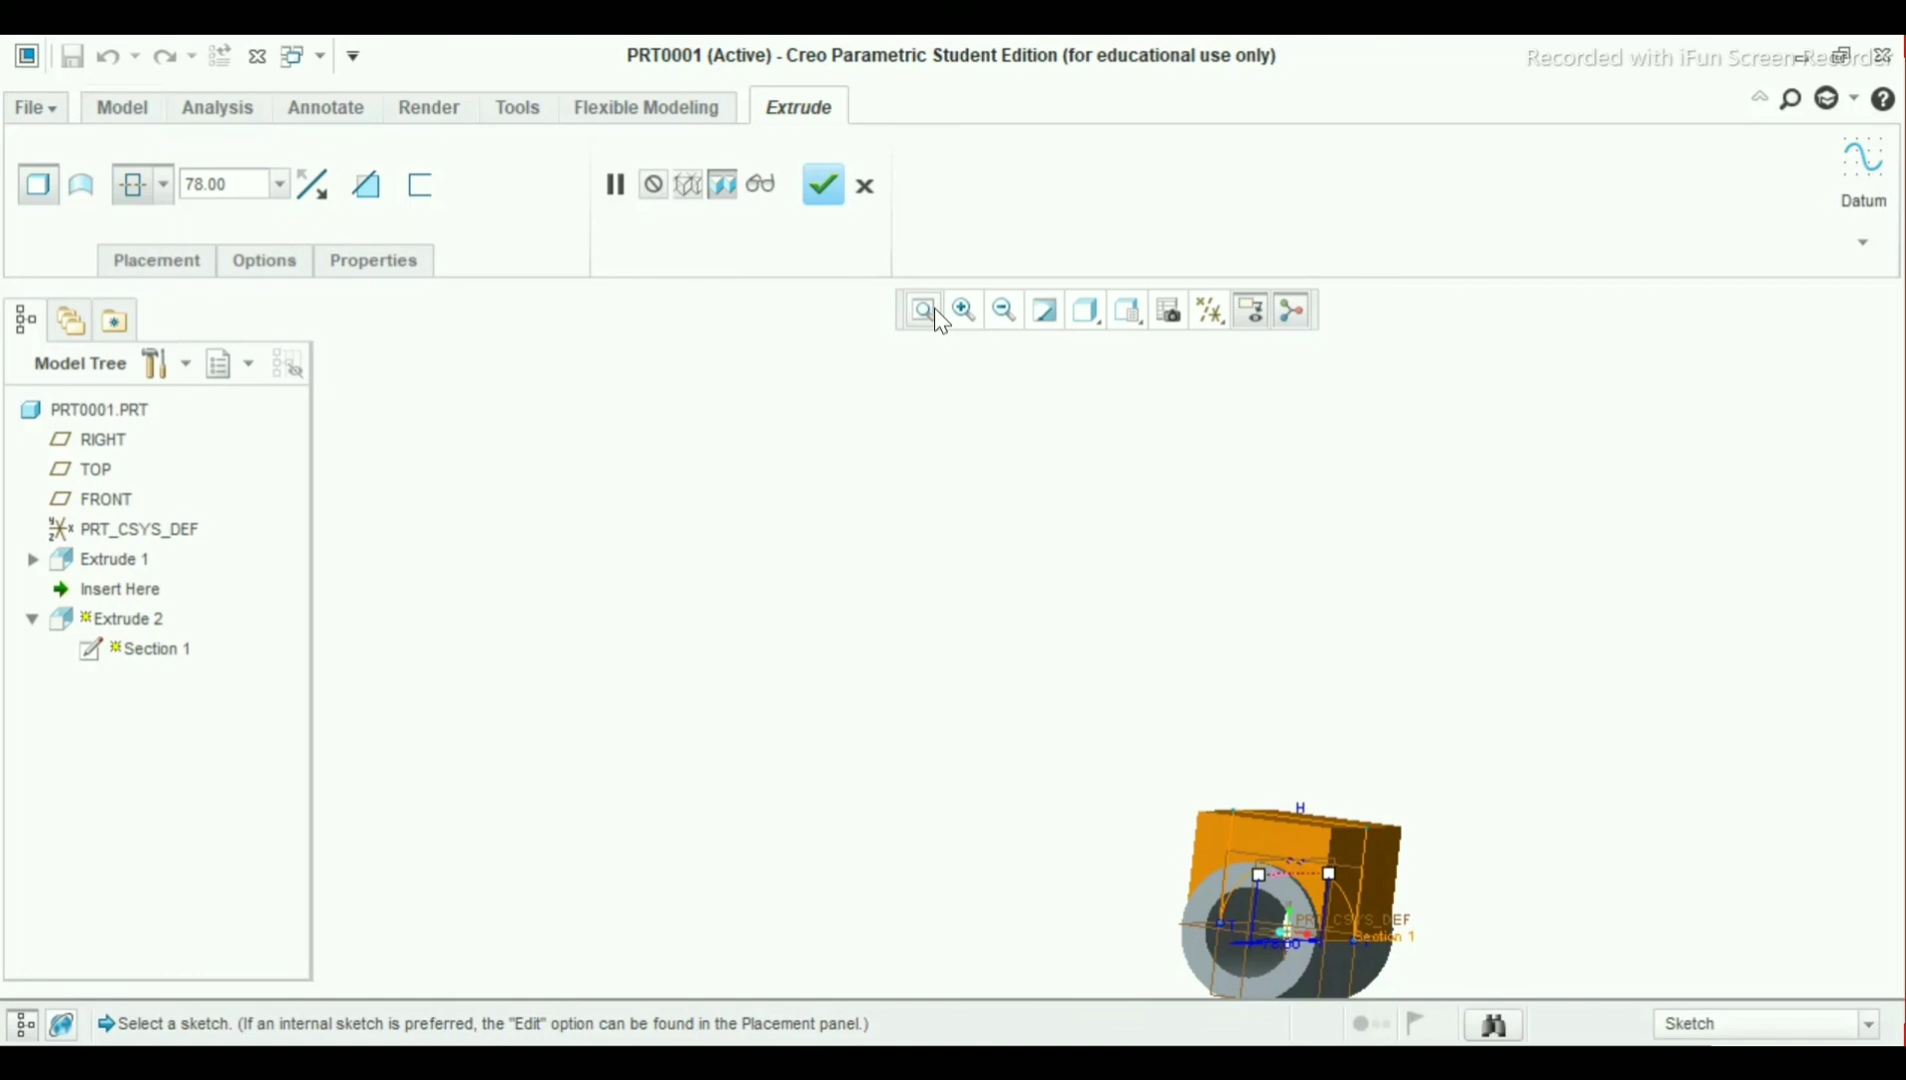 PRT0001 (Active) - Creo Parametric Student Edition (for educational use only)
Recorded with iFun Screen Recorder
File Model Analysis Annotate Render Tools Flexible Modeling Extrude
78.00
Datum
Placement Options Properties
Model Tree
PRT0001.PRT
RIGHT
TOP
FRONT
PRT_CSYS_DEF
Extrude 1
Insert Here
Extrude 2
Section 1
H
PRT_CSYS_DEF
Section 1
78.00
Select a sketch. (If an internal sketch is preferred, the "Edit" option can be found in the Placement panel.)
Sketch